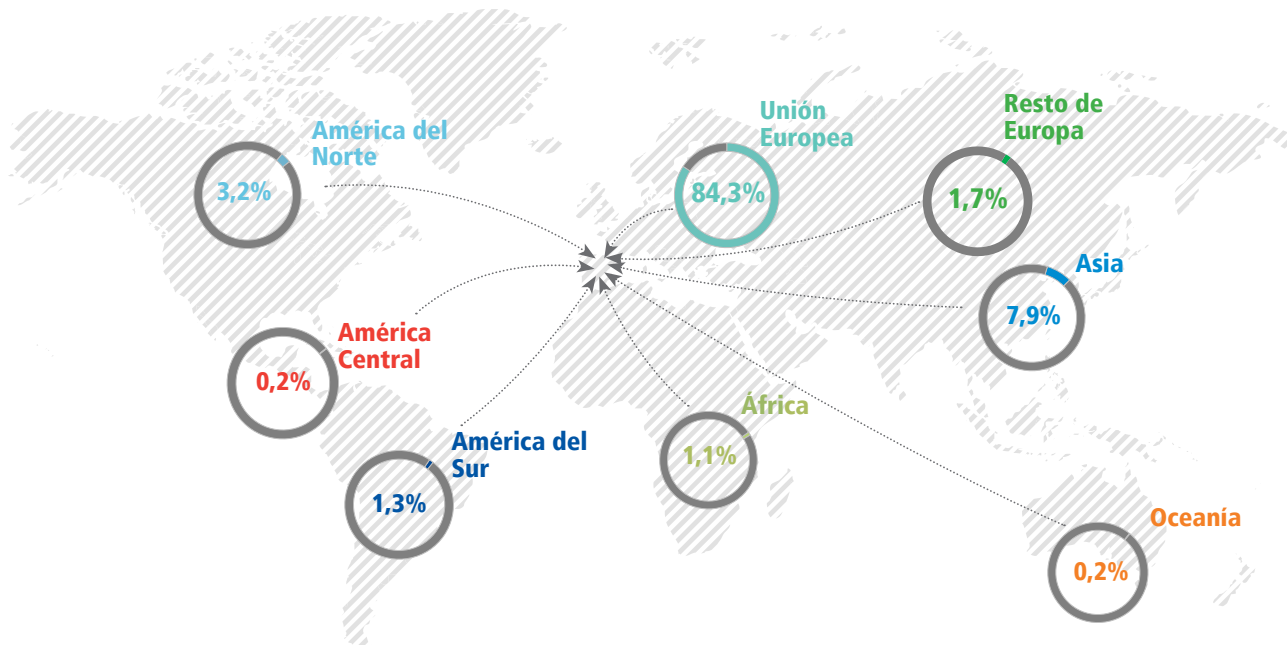 América del
Norte
3,2%
Unión
Europea
84,3%
Resto de
Europa
1,7%
Asia
7,9%
América
Central
0,2%
América del
Sur
1,3%
África
1,1%
Oceanía
0,2%